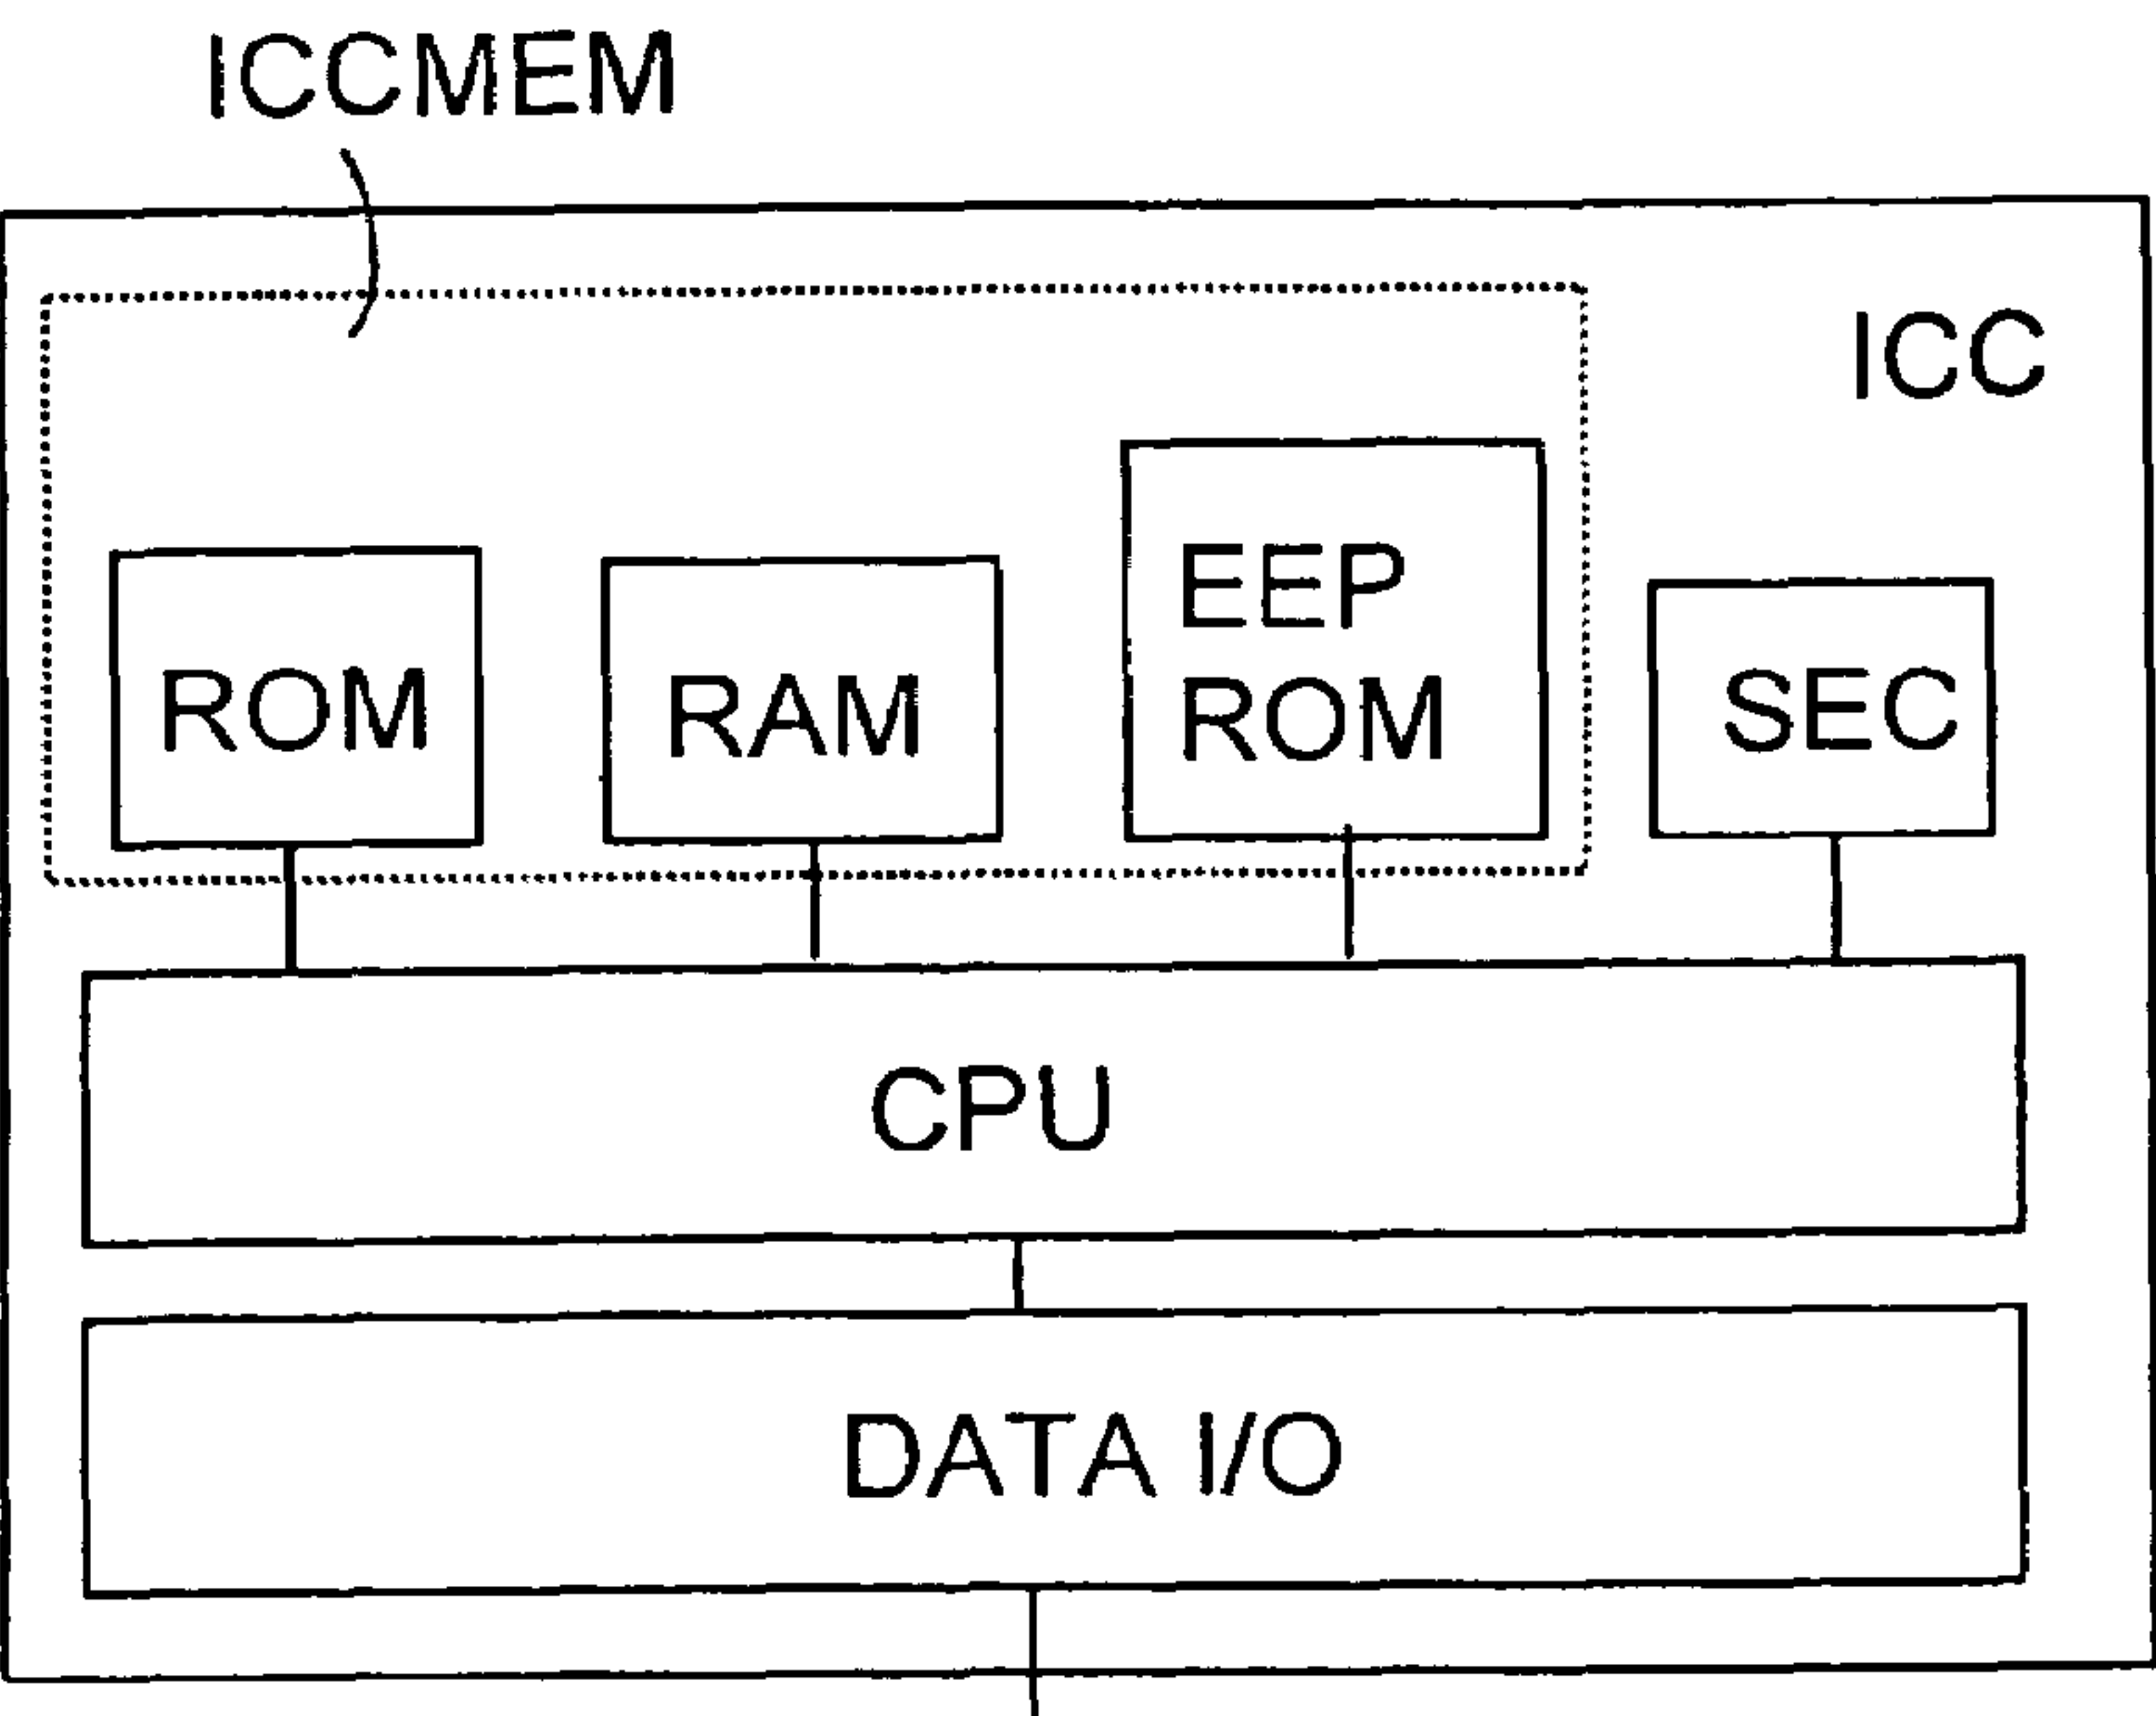 ICCMEM
ICC
ROM
RAM
EEP
ROM
SEC
CPU
DATA I/O